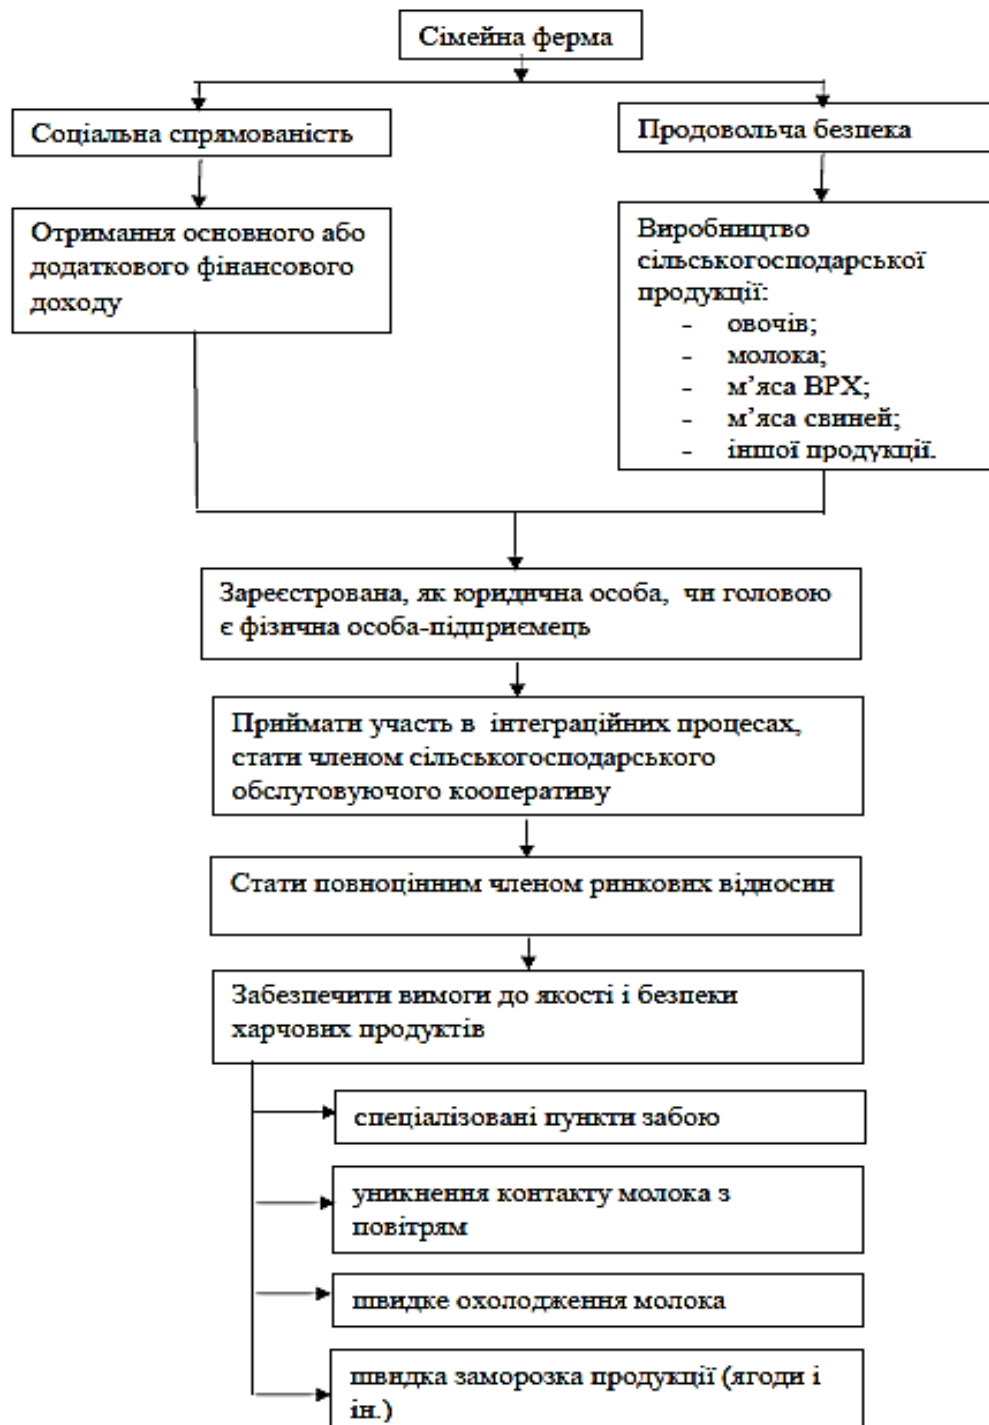 Сімейна ферма
Соціальна спрямованість
Продовольча безпека
Отримання основного або
додаткового фінансового
доходу
Виробництво
сільськогосподарської
продукції:
- овочів;
- молока;
- м’яса ВРХ;
- м’яса свиней;
- іншої продукції.
Зареєстрована, як юридична особа, чи головою
є фізична особа-підприємець
Приймати участь в інтеграційних процесах,
стати членом сільськогосподарського
обслуговуючого кооперативу
Стати повноцінним членом ринкових відносин
Забезпечити вимоги до якості і безпеки
харчових продуктів
спеціалізовані пункти забою
уникнення контакту молока з
повітрям
швидке охолодження молока
швидка заморозка продукції (ягоди і
ін.)